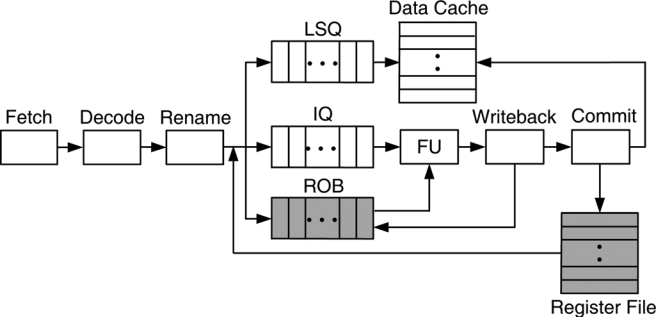 Data Cache
LSQ
Fetch
Decode
Rename
IQ
FU
Writeback
Commit
ROB
Register File